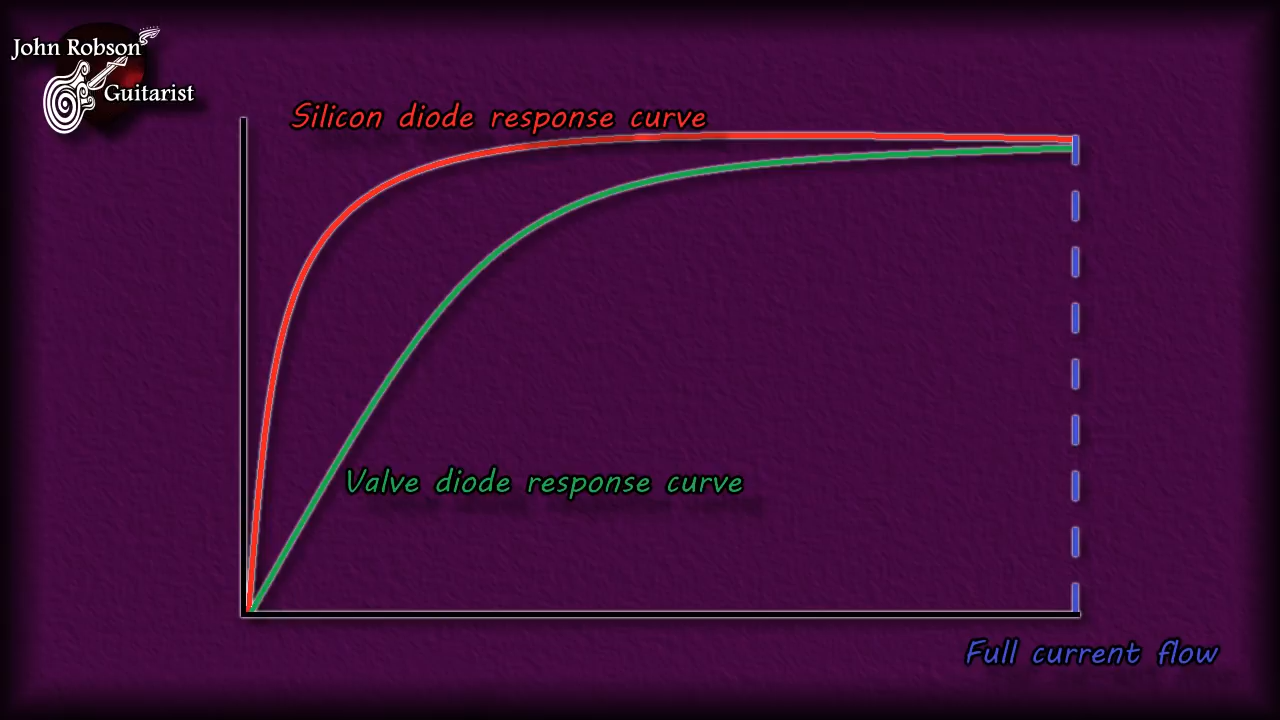 John Robson
Guitarist
Silicon diode response curve
Valve diode response curve
Full current flow